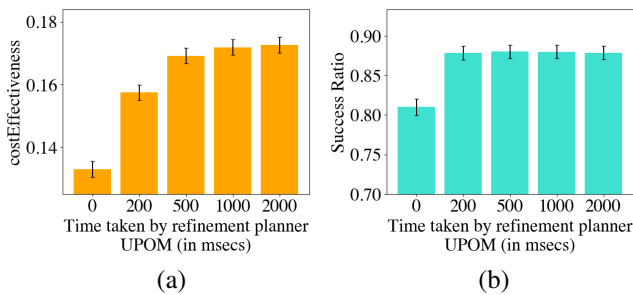 costEffectiveness
0.18
0.16
0.14
0 200 500 1000 2000
Time taken by refinement planner
UPOM (in msecs)
(a)
Success Ratio
0.90
0.85
0.80
0.75
0.70
0 200 500 1000 2000
Time taken by refinement planner
UPOM (in msecs)
(b)